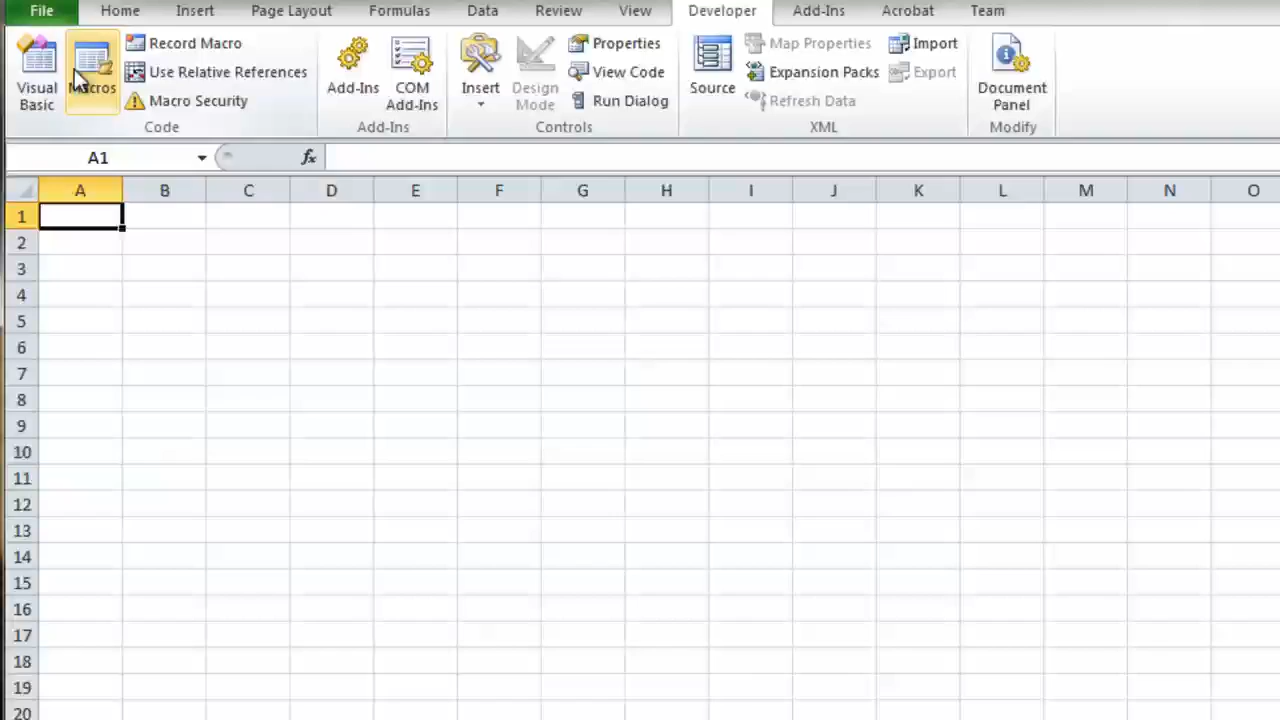 File Home Insert Page Layout Formulas Data Review View Developer Add-Ins Acrobat Team
Visual Basic
Macros
Record Macro
Use Relative References
Macro Security
Code
Add-Ins
COM Add-Ins
Add-Ins
Insert
Design Mode
Properties
View Code
Run Dialog
Controls
Source
Map Properties
Expansion Packs
Refresh Data
Import
Export
XML
Document Panel
Modify
A1 fx
A B C D E F G H I J K L M N O
1
2
3
4
5
6
7
8
9
10
11
12
13
14
15
16
17
18
19
20